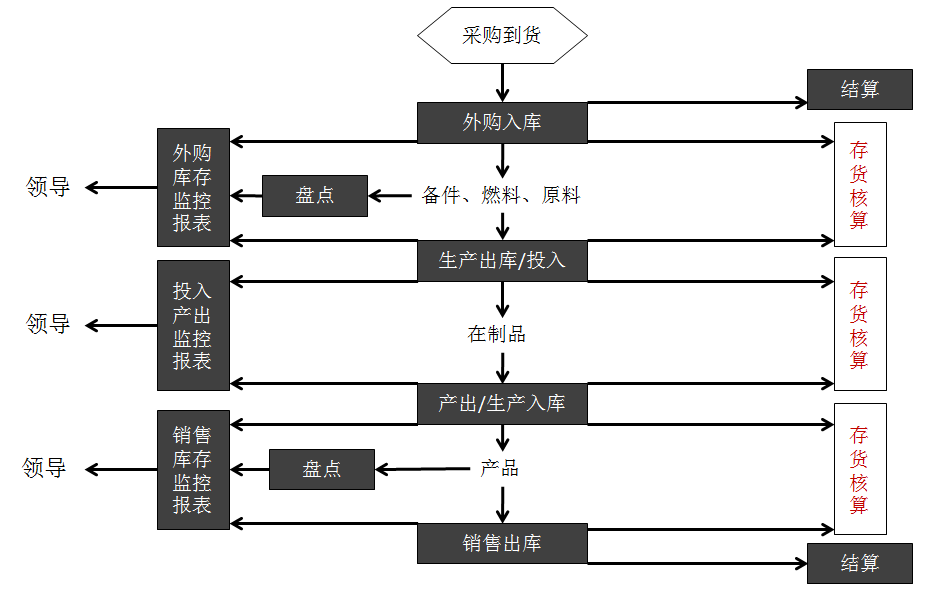 采购到货
结算
外购入库
外购
库存
监控
报表
存
货
核
算
领导
盘点
备件、燃料、原料
生产出库/投入
投入
产出
监控
报表
存
货
核
算
领导
在制品
产出/生产入库
销售
库存
监控
报表
存
货
核
算
领导
盘点
产品
销售出库
结算